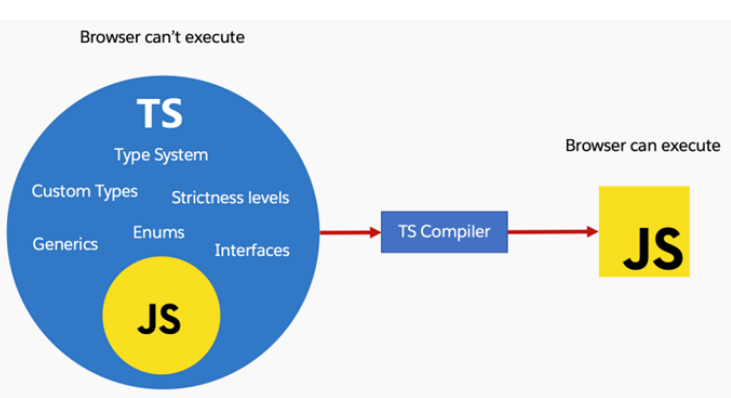 Browser can't execute
TS
Type System
Custom Types
Strictness levels
Enums
Generics
Interfaces
JS
TS Compiler
Browser can execute
JS